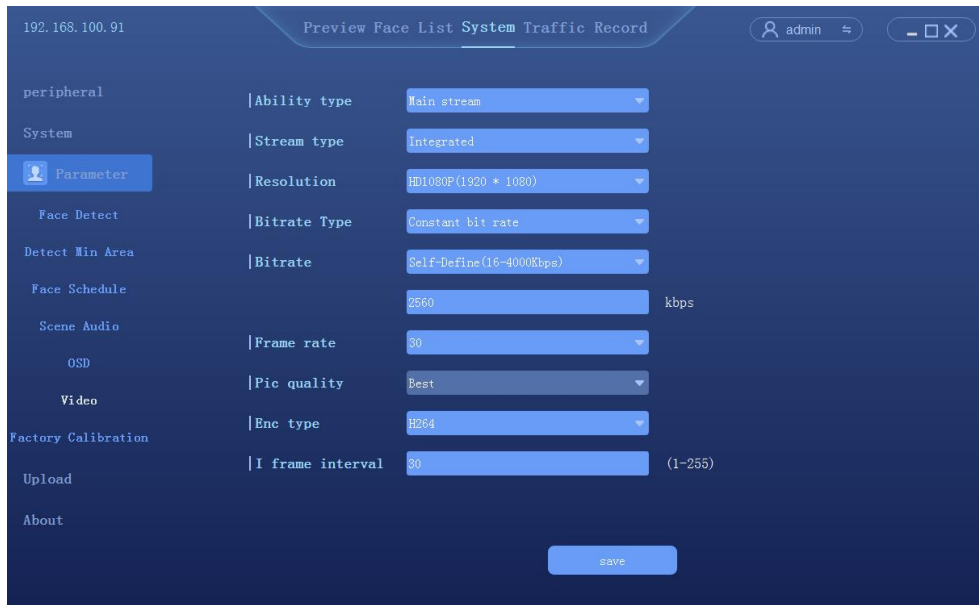 192.168.100.91
Preview Face List System Traffic Record
admin
peripheral
System
Parameter
Face Detect
Detect Min Area
Face Schedule
Scene Audio
OSD
Video
Factory Calibration
Upload
About
Ability type Main stream
Stream type Integrated
Resolution HD1080P(1920 * 1080)
Bitrate Type Constant bit rate
Bitrate Self-Define(16-4000Kbps)
2560 kbps
Frame rate 30
Pic quality Best
Enc type H264
I frame interval 30 (1-255)
save